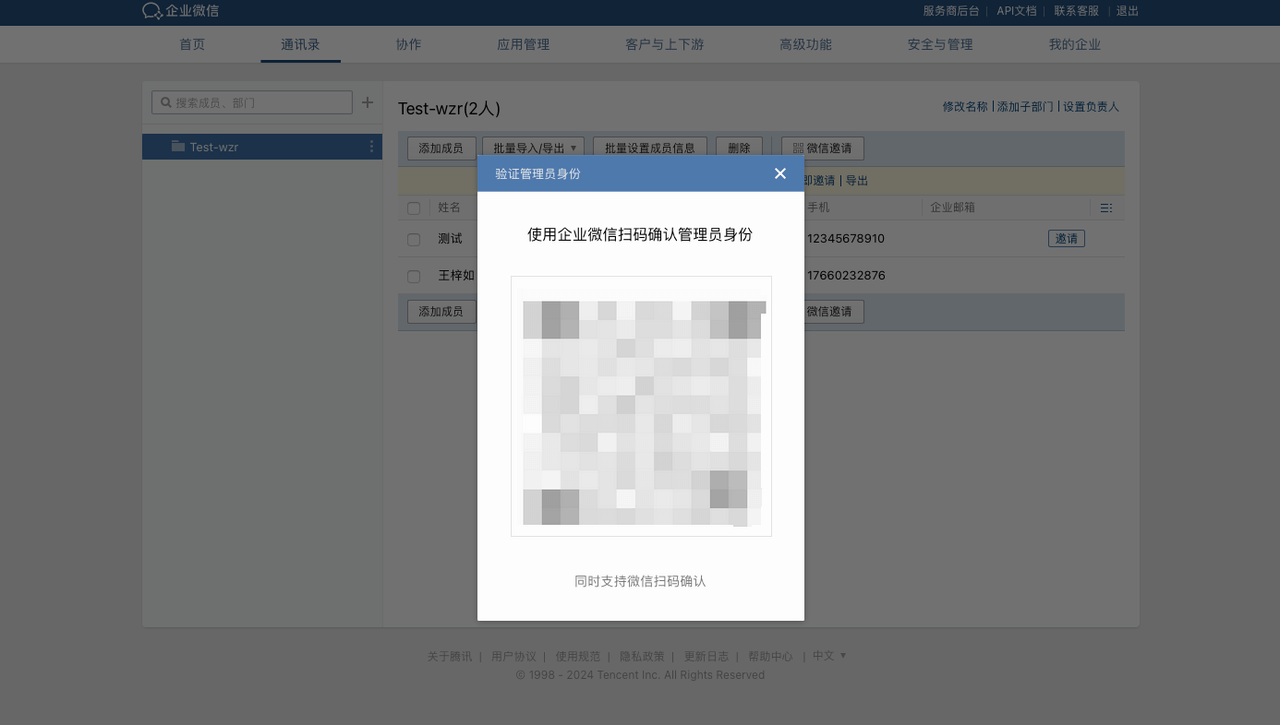 企业微信
服务商后台 | API文档 | 联系客服 | 退出
首页 通讯录 协作 应用管理 客户与上下游 高级功能 安全与管理 我的企业
搜索成员、部门
Test-wzr
Test-wzr(2人)
修改名称 | 添加子部门 | 设置负责人
添加成员 批量导入/导出 批量设置成员信息 删除 微信邀请
即邀请 | 导出
姓名 手机 企业邮箱
测试 12345678910 邀请
王梓如 17660232876
添加成员 微信邀请
验证管理员身份
使用企业微信扫码确认管理员身份
同时支持微信扫码确认
关于腾讯 | 用户协议 | 使用规范 | 隐私政策 | 更新日志 | 帮助中心 | 中文
© 1998 - 2024 Tencent Inc. All Rights Reserved